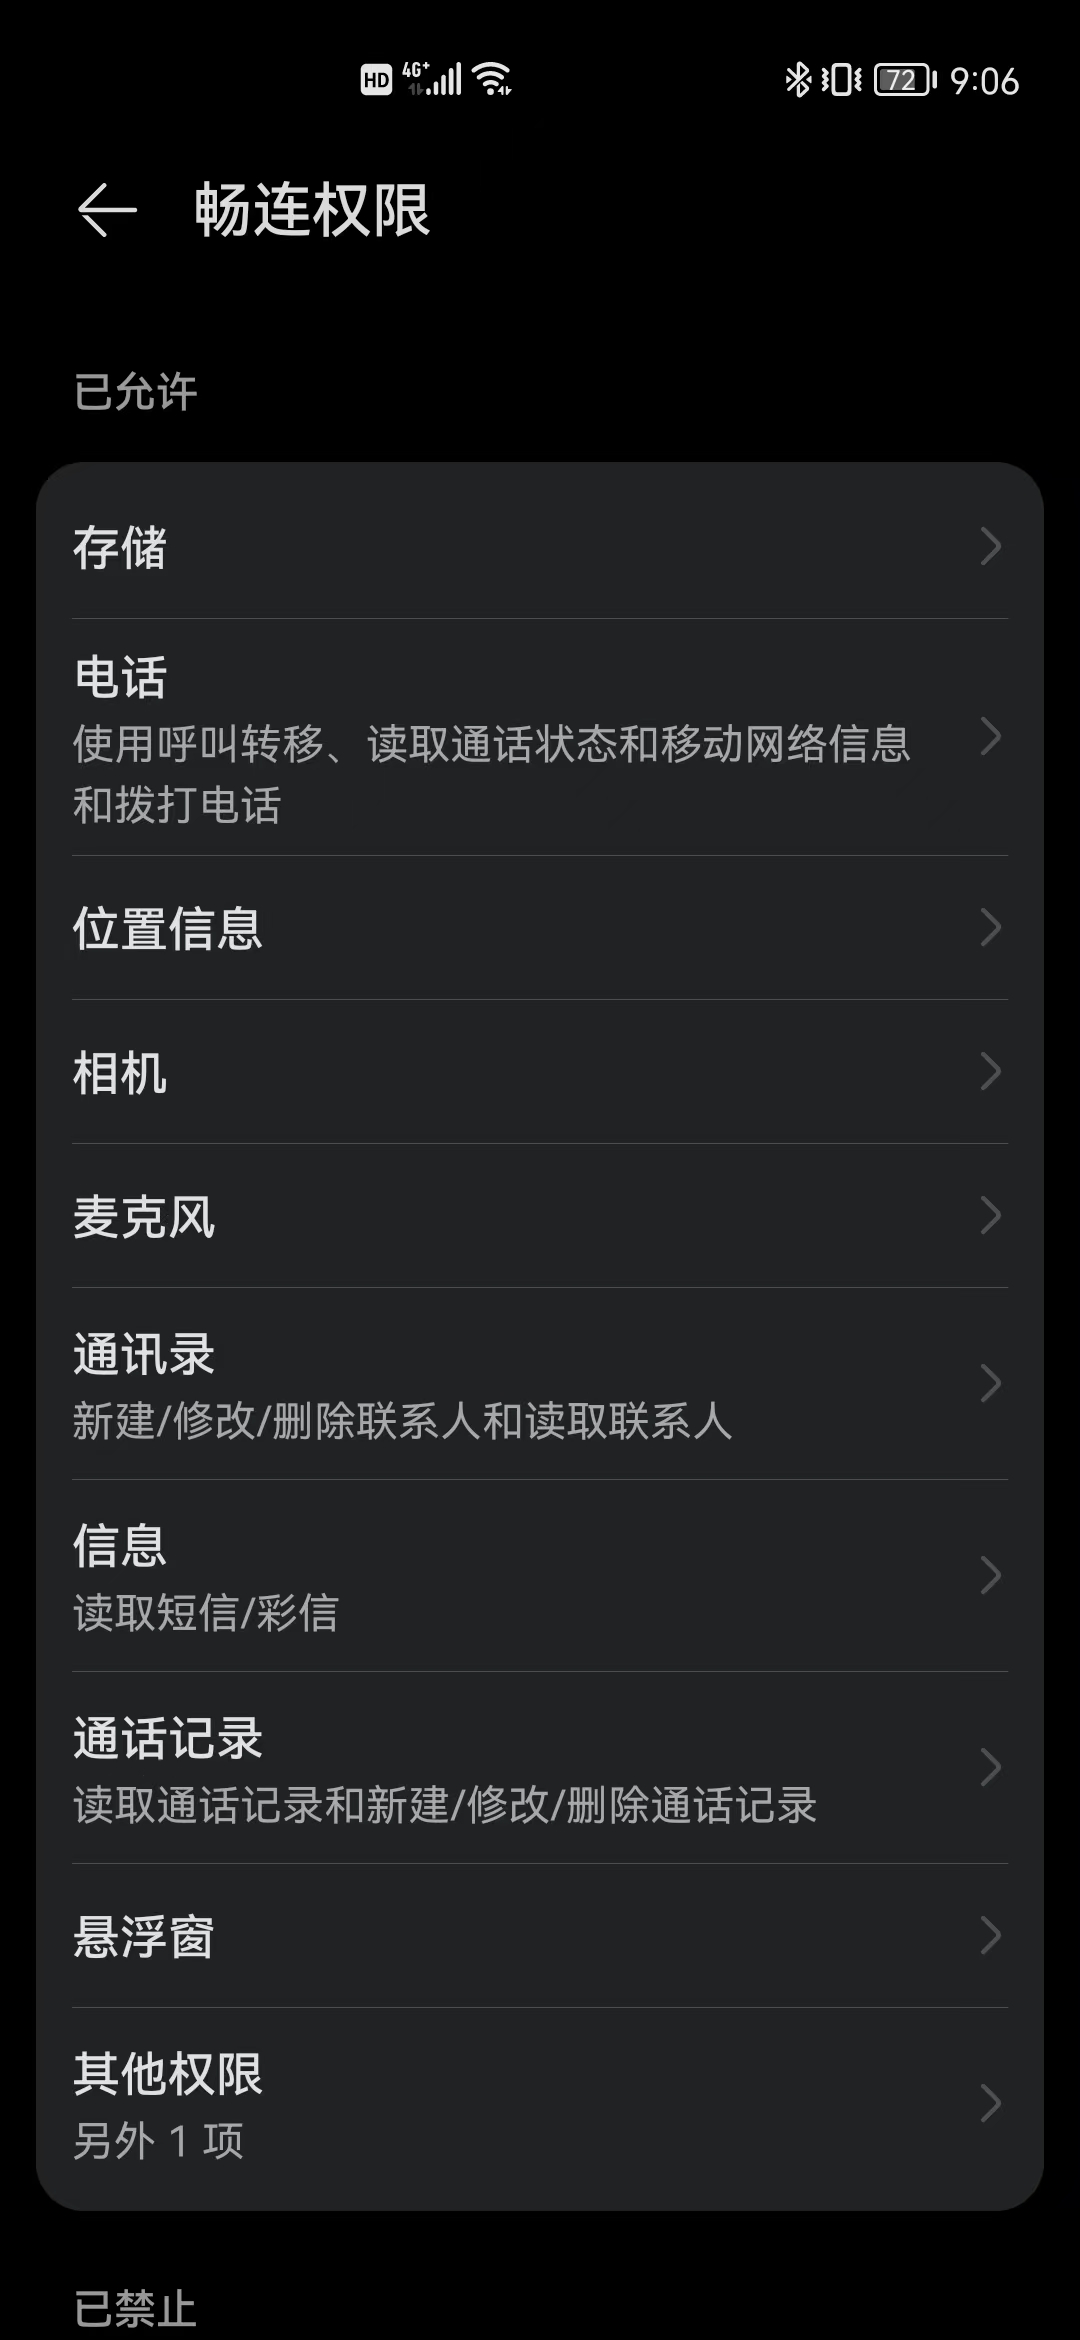 HD 4G+ 72 9:06
畅连权限
已允许
存储
电话
使用呼叫转移、读取通话状态和移动网络信息
和拨打电话
位置信息
相机
麦克风
通讯录
新建/修改/删除联系人和读取联系人
信息
读取短信/彩信
通话记录
读取通话记录和新建/修改/删除通话记录
悬浮窗
其他权限
另外 1 项
已禁止